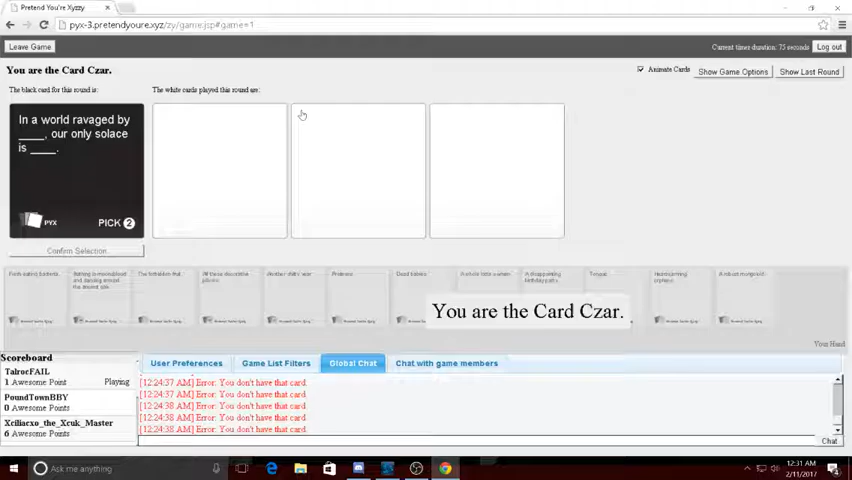 Pretend You're Xyzzy
pyx-3.pretendyoure.xyz/zy/game.jsp#game=1
Leave Game
Current timer duration: 75 seconds
Log out
You are the Card Czar.
Animate Cards
Show Game Options
Show Last Round
The black card for this round is:
The white cards played this round are:
In a world ravaged by
____, our only solace
is ____.
PYX
PICK 2
Confirm Selection
You are the Card Czar.
Your Hand
Scoreboard
TalrocFAIL
1 Awesome Point
Playing
PoundTownBBY
0 Awesome Points
Xciliacxo_the_Xcuk_Master
6 Awesome Points
User Preferences
Game List Filters
Global Chat
Chat with game members
[12:24:37 AM] Error: You don't have that card.
[12:24:37 AM] Error: You don't have that card.
[12:24:38 AM] Error: You don't have that card.
[12:24:38 AM] Error: You don't have that card.
[12:24:38 AM] Error: You don't have that card.
Chat
Ask me anything
12:31 AM
2/11/2017